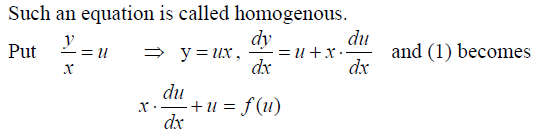 Such an equation is called homogenous.
Put y/x = u ⇒ y = ux, dy/dx = u + x · du/dx and (1) becomes
x · du/dx + u = f(u)